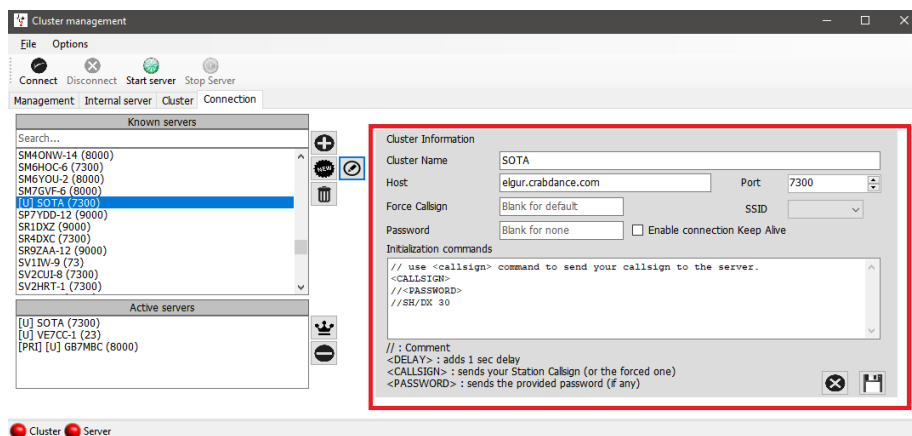 Cluster management
File Options
Connect Disconnect Start server Stop Server
Management Internal server Cluster Connection
Known servers
Search...
SM4ONW-14 (8000)
SM6HOC-6 (7300)
SM6YOU-2 (8000)
SM7GVF-6 (8000)
[U] SOTA (7300)
SP7YDD-12 (9000)
SR1DXZ (9000)
SR4DXC (7300)
SR9ZAA-12 (9000)
SV1IW-9 (73)
SV2CUI-8 (7300)
SV2HRT-1 (7300)
NEW
Active servers
[U] SOTA (7300)
[U] VE7CC-1 (23)
[PRI] [U] GB7MBC (8000)
Cluster Information
Cluster Name SOTA
Host elgur.crabdance.com Port 7300
Force Callsign Blank for default SSID
Password Blank for none Enable connection Keep Alive
Initialization commands
// use <callsign> command to send your callsign to the server.
<CALLSIGN>
//<PASSWORD>
//SH/DX 30
// : Comment
<DELAY> : adds 1 sec delay
<CALLSIGN> : sends your Station Callsign (or the forced one)
<PASSWORD> : sends the provided password (if any)
Cluster Server